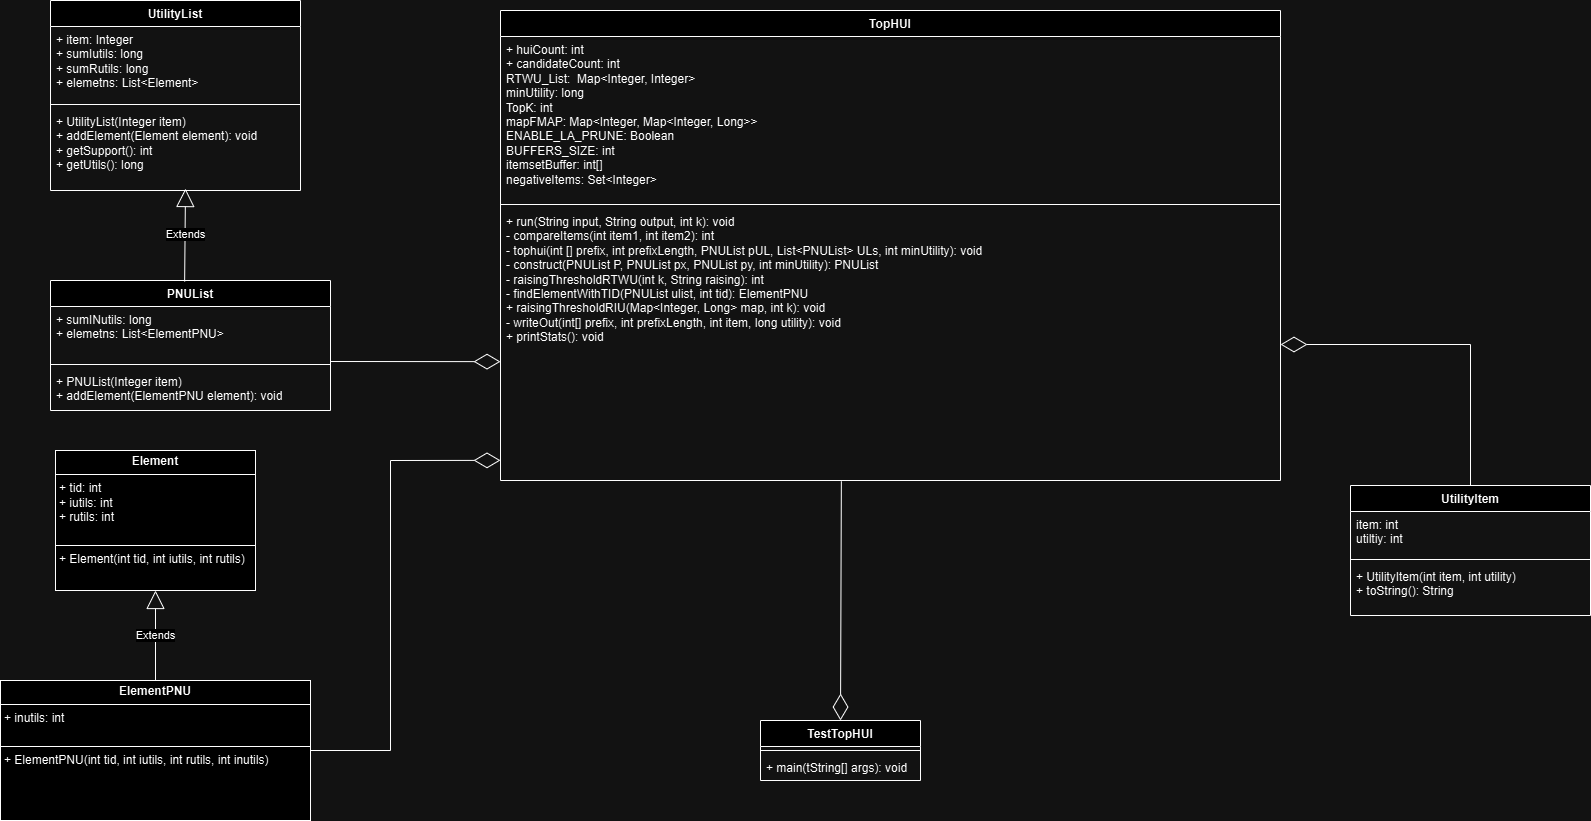 UtilityList
+ item: Integer
+ sumIutils: long
+ sumRutils: long
+ elemetns: List<Element>
+ UtilityList(Integer item)
+ addElement(Element element): void
+ getSupport(): int
+ getUtils(): long
Extends
PNUList
+ sumINutils: long
+ elemetns: List<ElementPNU>
+ PNUList(Integer item)
+ addElement(ElementPNU element): void
Element
+ tid: int
+ iutils: int
+ rutils: int
+ Element(int tid, int iutils, int rutils)
Extends
ElementPNU
+ inutils: int
+ ElementPNU(int tid, int iutils, int rutils, int inutils)
TopHUI
+ huiCount: int
+ candidateCount: int
RTWU_List:  Map<Integer, Integer>
minUtility: long
TopK: int
mapFMAP: Map<Integer, Map<Integer, Long>>
ENABLE_LA_PRUNE: Boolean
BUFFERS_SIZE: int
itemsetBuffer: int[]
negativeItems: Set<Integer>
+ run(String input, String output, int k): void
- compareItems(int item1, int item2): int
- tophui(int [] prefix, int prefixLength, PNUList pUL, List<PNUList> ULs, int minUtility): void
- construct(PNUList P, PNUList px, PNUList py, int minUtility): PNUList
- raisingThresholdRTWU(int k, String raising): int
- findElementWithTID(PNUList ulist, int tid): ElementPNU
+ raisingThresholdRIU(Map<Integer, Long> map, int k): void
- writeOut(int[] prefix, int prefixLength, int item, long utility): void
+ printStats(): void
TestTopHUI
+ main(tString[] args): void
UtilityItem
item: int
utiltiy: int
+ UtilityItem(int item, int utility)
+ toString(): String